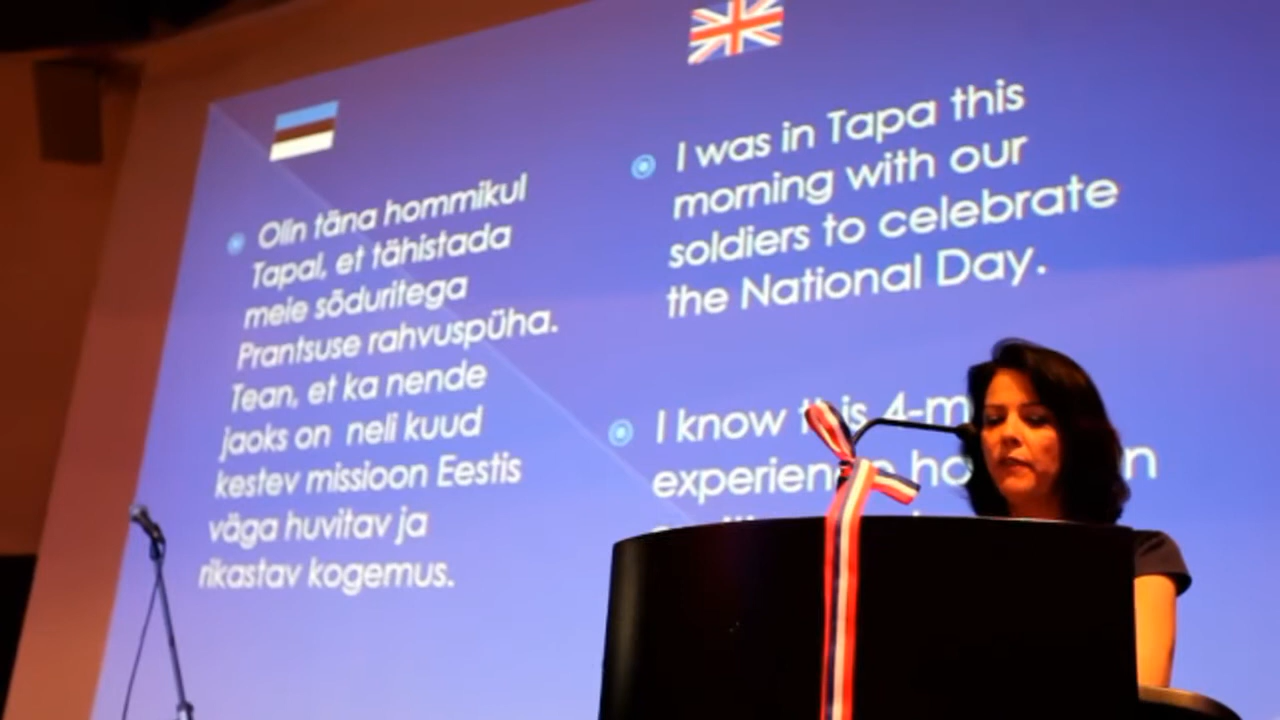 Olin täna hommikul
Tapal, et tähistada
meie sõduritega
Prantsuse rahvuspüha.
Tean, et ka nende
jaoks on neli kuud
kestev missioon Eestis
väga huvitav ja
rikastav kogemus.
I was in Tapa this
morning with our
soldiers to celebrate
the National Day.
I know this 4-m